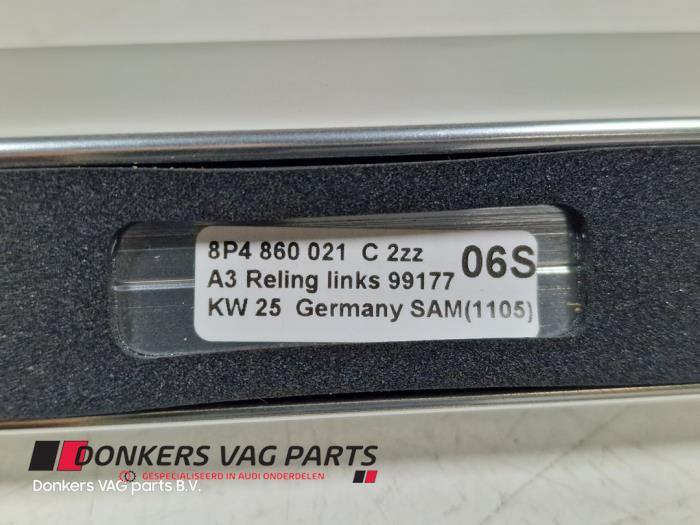 8P4 860 021 C 2zz 06S
A3 Reling links 99177
KW 25 Germany SAM(1105)
DONKERS VAG PARTS
GESPECIALISEERD IN AUDI ONDERDELEN
Donkers VAG parts B.V.